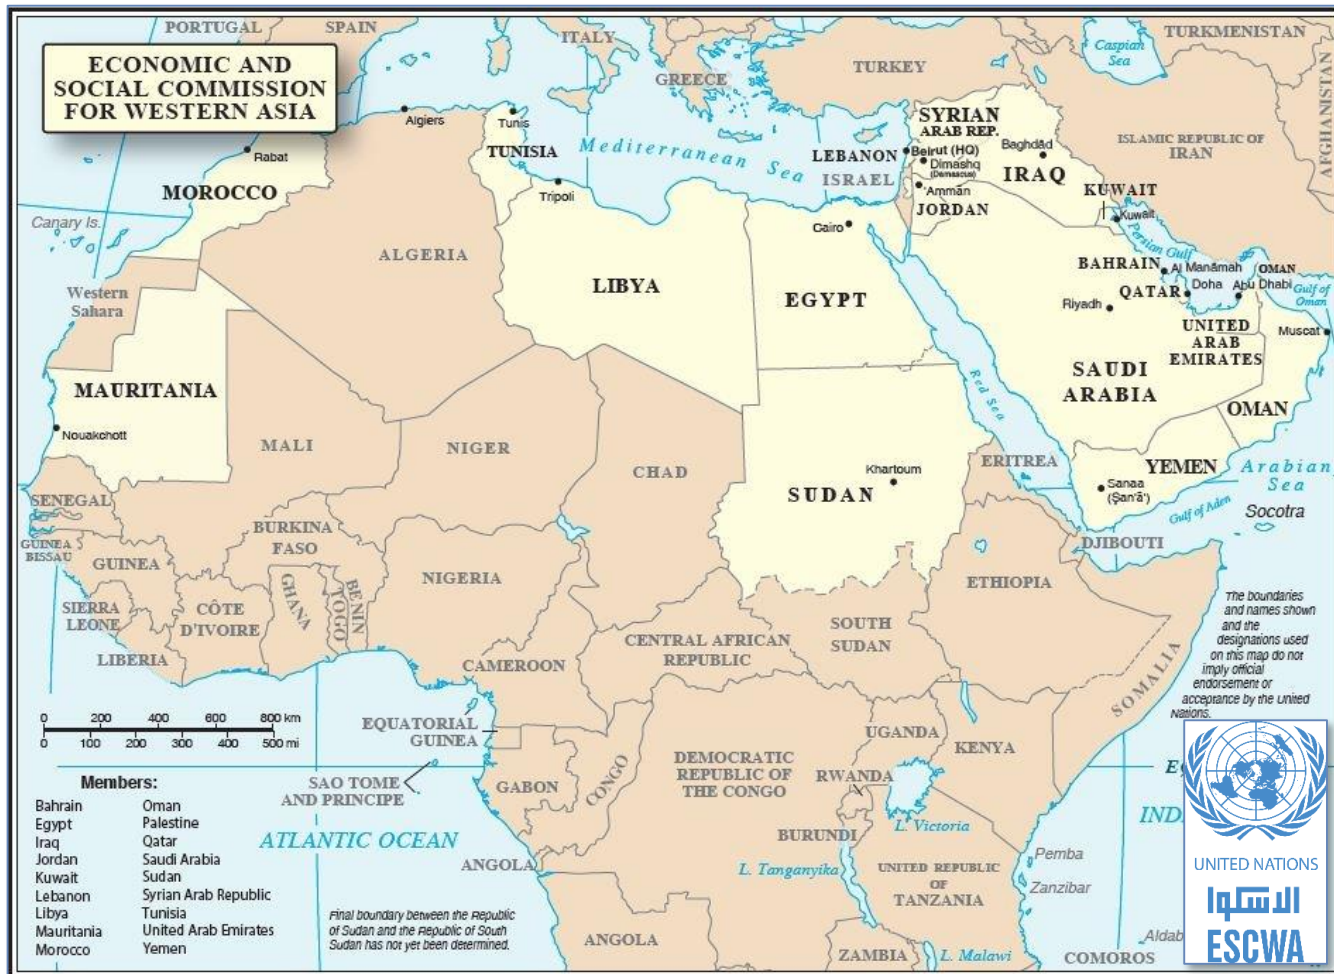 PORTUGAL
SPAIN
ITALY
GREECE
TURKEY
Caspian
Sea
TURKMENISTAN
AFGHANISTAN
ECONOMIC AND
SOCIAL COMMISSION
FOR WESTERN ASIA
Algiers
Tunis
TUNISIA
Mediterranean Sea
Rabat
MOROCCO
Tripoli
SYRIAN
ARAB REP.
LEBANON
Beirut (HQ)
Dimashq
(Damascus)
ISRAEL
'Ammān
JORDAN
Baghdād
IRAQ
ISLAMIC REPUBLIC OF
IRAN
KUWAIT
Kuwait
Persian Gulf
Canary Is.
Western
Sahara
ALGERIA
LIBYA
Cairo
EGYPT
BAHRAIN
Al Manāmah
QATAR
Doha
OMAN
Abu Dhabi
Gulf of
Oman
Riyadh
Muscat
UNITED
ARAB
EMIRATES
SAUDI
ARABIA
Red Sea
OMAN
MAURITANIA
Nouakchott
MALI
NIGER
CHAD
Khartoum
SUDAN
ERITREA
YEMEN
Sanaa
(Şan'ā')
Arabian
Sea
Gulf of Aden
Socotra
DJIBOUTI
SENEGAL
GUINEA
BISSAU
GUINEA
BURKINA
FASO
SIERRA
LEONE
LIBERIA
CÔTE
D'IVOIRE
GHANA
TOGO
BENIN
NIGERIA
CAMEROON
CENTRAL AFRICAN
REPUBLIC
SOUTH
SUDAN
ETHIOPIA
SOMALIA
The boundaries
and names shown
and the
designations used
on this map do not
imply official
endorsement or
acceptance by the United
Nations.
0 200 400 600 800 km
0 100 200 300 400 500 mi
EQUATORIAL
GUINEA
SAO TOME
AND PRINCIPE
GABON
CONGO
DEMOCRATIC
REPUBLIC OF
THE CONGO
UGANDA
KENYA
RWANDA
BURUNDI
L. Victoria
L. Tanganyika
UNITED REPUBLIC
OF
TANZANIA
Pemba
Zanzibar
ATLANTIC OCEAN
ANGOLA
ANGOLA
ZAMBIA
L. Malawi
COMOROS
Members:
Bahrain
Egypt
Iraq
Jordan
Kuwait
Lebanon
Libya
Mauritania
Morocco
Oman
Palestine
Qatar
Saudi Arabia
Sudan
Syrian Arab Republic
Tunisia
United Arab Emirates
Yemen
Final boundary between the Republic
of Sudan and the Republic of South
Sudan has not yet been determined.
UNITED NATIONS
الاسكوا
ESCWA